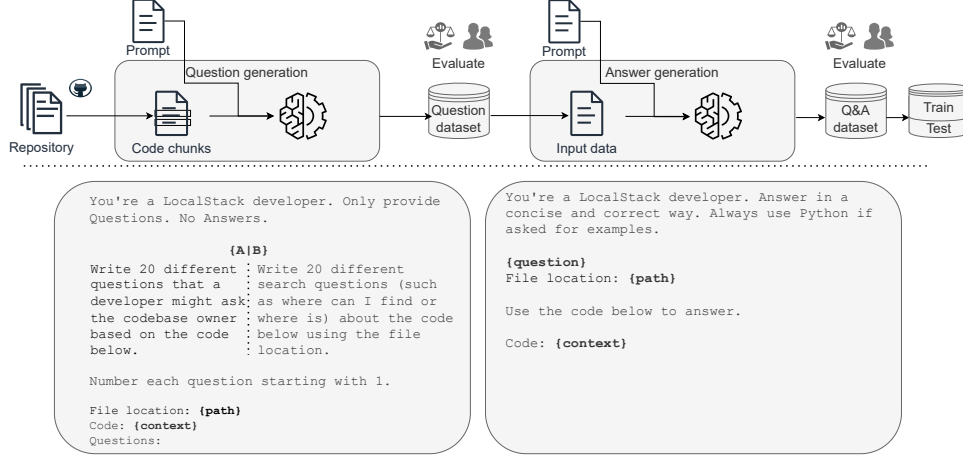 Prompt
Prompt
Evaluate
Evaluate
Question generation
Answer generation
Question
dataset
Q&A
dataset
Train
Test
Repository
Code chunks
Input data
You're a LocalStack developer. Only provide
Questions. No Answers.
{A|B}
Write 20 different
questions that a
developer might ask
the codebase owner
based on the code
below.
Write 20 different
search questions (such
as where can I find or
where is) about the code
below using the file
location.
Number each question starting with 1.
File location: {path}
Code: {context}
Questions:
You're a LocalStack developer. Answer in a
concise and correct way. Always use Python if
asked for examples.
{question}
File location: {path}
Use the code below to answer.
Code: {context}